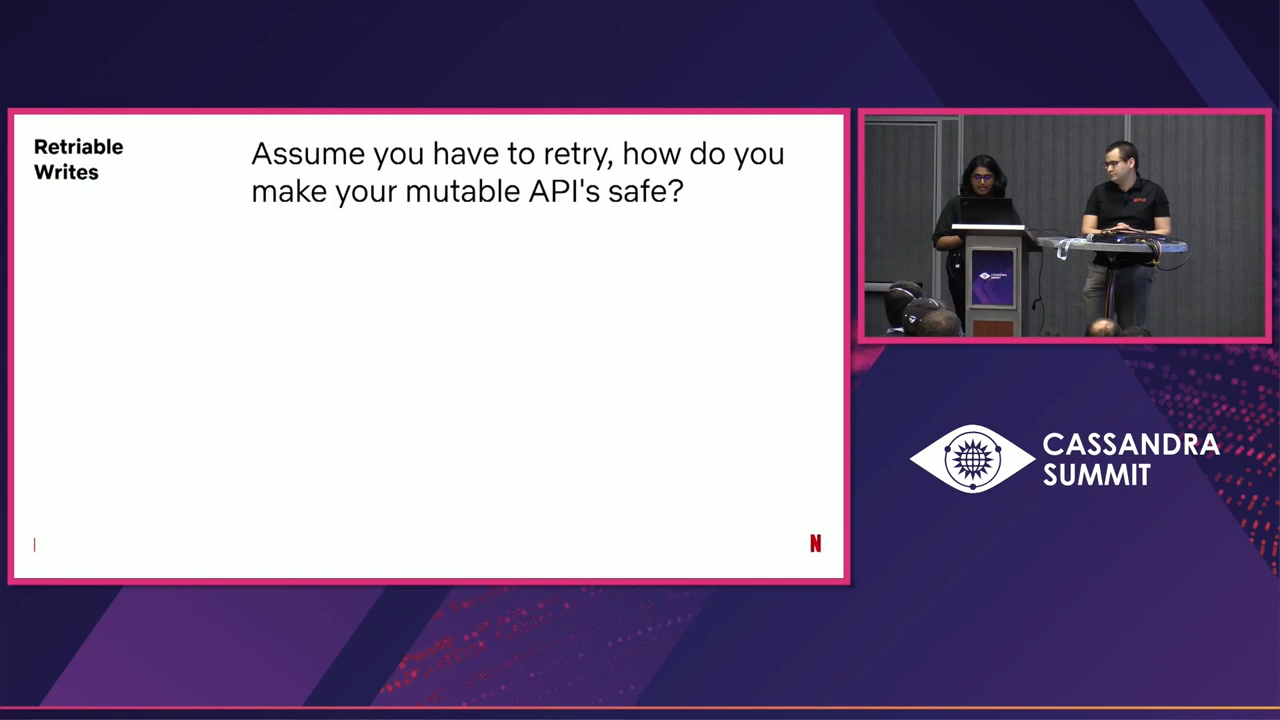 Retriable
Writes
Assume you have to retry, how do you
make your mutable API's safe?
N
CASSANDRA
SUMMIT